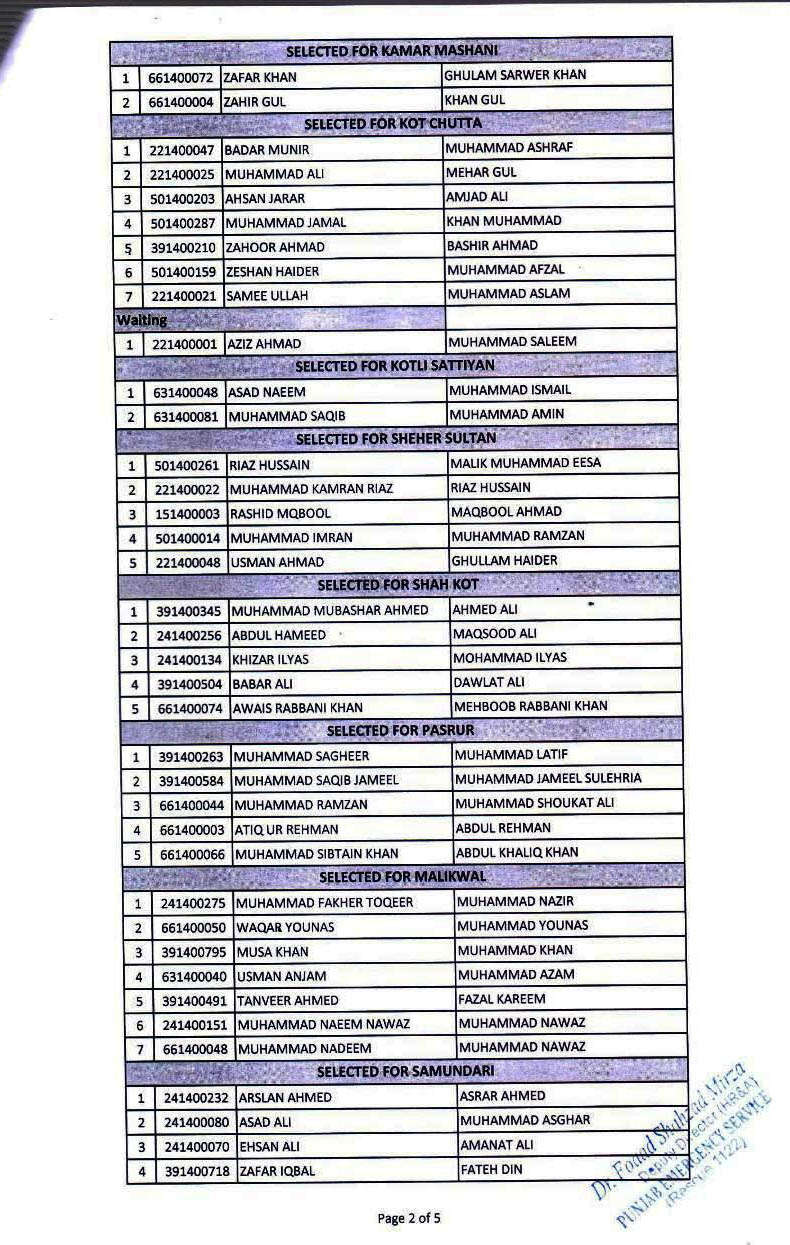 SELECTED FOR KAMAR MASHANI
1 661400072 ZAFAR KHAN GHULAM SARWER KHAN
2 661400004 ZAHIR GUL KHAN GUL
SELECTED FOR KOT CHUTTA
1 221400047 BADAR MUNIR MUHAMMAD ASHRAF
2 221400025 MUHAMMAD ALI MEHAR GUL
3 501400203 AHSAN JARAR AMJAD ALI
4 501400287 MUHAMMAD JAMAL KHAN MUHAMMAD
5 391400210 ZAHOOR AHMAD BASHIR AHMAD
6 501400159 ZESHAN HAIDER MUHAMMAD AFZAL
7 221400021 SAMEE ULLAH MUHAMMAD ASLAM
Waiting
1 221400001 AZIZ AHMAD MUHAMMAD SALEEM
SELECTED FOR KOTLI SATTIYAN
1 631400048 ASAD NAEEM MUHAMMAD ISMAIL
2 631400081 MUHAMMAD SAQIB MUHAMMAD AMIN
SELECTED FOR SHEHER SULTAN
1 501400261 RIAZ HUSSAIN MALIK MUHAMMAD EESA
2 221400022 MUHAMMAD KAMRAN RIAZ RIAZ HUSSAIN
3 151400003 RASHID MQBOOL MAQBOOL AHMAD
4 501400014 MUHAMMAD IMRAN MUHAMMAD RAMZAN
5 221400048 USMAN AHMAD GHULLAM HAIDER
SELECTED FOR SHAH KOT
1 391400345 MUHAMMAD MUBASHAR AHMED AHMED ALI
2 241400256 ABDUL HAMEED MAQSOOD ALI
3 241400134 KHIZAR ILYAS MOHAMMAD ILYAS
4 391400504 BABAR ALI DAWLAT ALI
5 661400074 AWAIS RABBANI KHAN MEHBOOB RABBANI KHAN
SELECTED FOR PASRUR
1 391400263 MUHAMMAD SAGHEER MUHAMMAD LATIF
2 391400584 MUHAMMAD SAQIB JAMEEL MUHAMMAD JAMEEL SULEHRIA
3 661400044 MUHAMMAD RAMZAN MUHAMMAD SHOUKAT ALI
4 661400003 ATIQ UR REHMAN ABDUL REHMAN
5 661400066 MUHAMMAD SIBTAIN KHAN ABDUL KHALIQ KHAN
SELECTED FOR MALIKWAL
1 241400275 MUHAMMAD FAKHER TOQEER MUHAMMAD NAZIR
2 661400050 WAQAR YOUNAS MUHAMMAD YOUNAS
3 391400795 MUSA KHAN MUHAMMAD KHAN
4 631400040 USMAN ANJAM MUHAMMAD AZAM
5 391400491 TANVEER AHMED FAZAL KAREEM
6 241400151 MUHAMMAD NAEEM NAWAZ MUHAMMAD NAWAZ
7 661400048 MUHAMMAD NADEEM MUHAMMAD NAWAZ
SELECTED FOR SAMUNDARI
1 241400232 ARSLAN AHMED ASRAR AHMED
2 241400080 ASAD ALI MUHAMMAD ASGHAR
3 241400070 EHSAN ALI AMANAT ALI
4 391400718 ZAFAR IQBAL FATEH DIN
Dr. Foaad Shahzad Mirza
Deputy Director (HR&A)
PUNJAB EMERGENCY SERVICE
(Rescue 1122)
Page 2 of 5